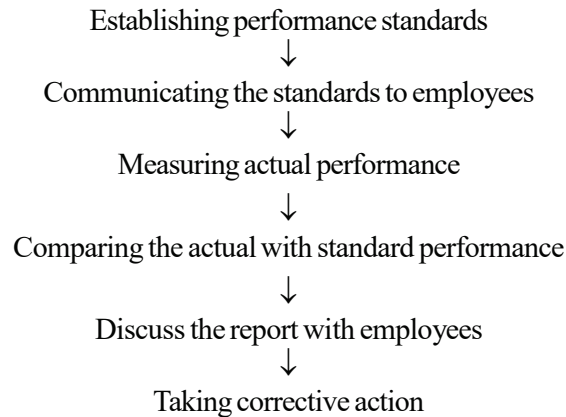 Establishing performance standards
↓
Communicating the standards to employees
↓
Measuring actual performance
↓
Comparing the actual with standard performance
↓
Discuss the report with employees
↓
Taking corrective action